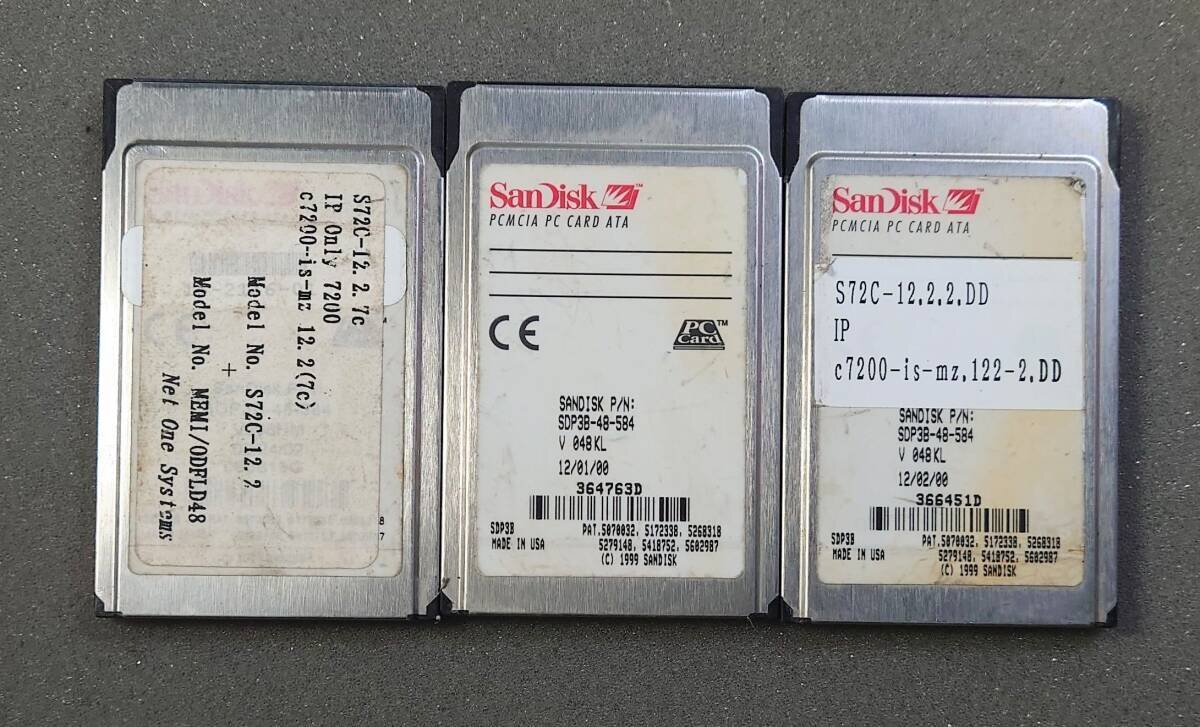 S72C-12.2.7c
IP Only 7200
c7200-is-mz 12.2(7c)
Model No. S72C-12.2
+
Model No. MEMI/ODFLD48
Net One Systems
SanDisk™
PCMCIA PC CARD ATA
CE
PC Card™
SANDISK P/N:
SDP3B-48-584
V 048KL
12/01/00
364763D
SDP3B
MADE IN USA
PAT.5070032, 5172338, 5268318
5279148, 5418752, 5602987
(C) 1999 SANDISK
SanDisk™
PCMCIA PC CARD ATA
S72C-12.2.2.DD
IP
c7200-is-mz.122-2.DD
SANDISK P/N:
SDP3B-48-584
V 048KL
12/02/00
366451D
SDP3B
MADE IN USA
PAT.5070032, 5172338, 5268318
5279148, 5418752, 5602987
(C) 1999 SANDISK